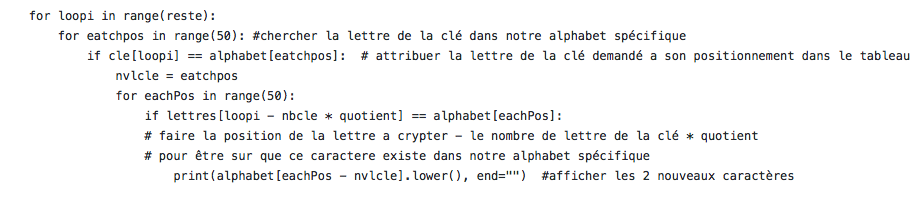 for loopi in range(reste):
for eatchpos in range(50): #chercher la lettre de la clé dans notre alphabet spécifique
if cle[loopi] == alphabet[eatchpos]:  # attribuer la lettre de la clé demandé a son positionnement dans le tableau
nvlcle = eatchpos
for eachPos in range(50):
if lettres[loopi - nbcle * quotient] == alphabet[eachPos]:
# faire la position de la lettre a crypter - le nombre de lettre de la clé * quotient
# pour être sur que ce caractere existe dans notre alphabet spécifique
print(alphabet[eachPos - nvlcle].lower(), end="")  #afficher les 2 nouveaux caractères